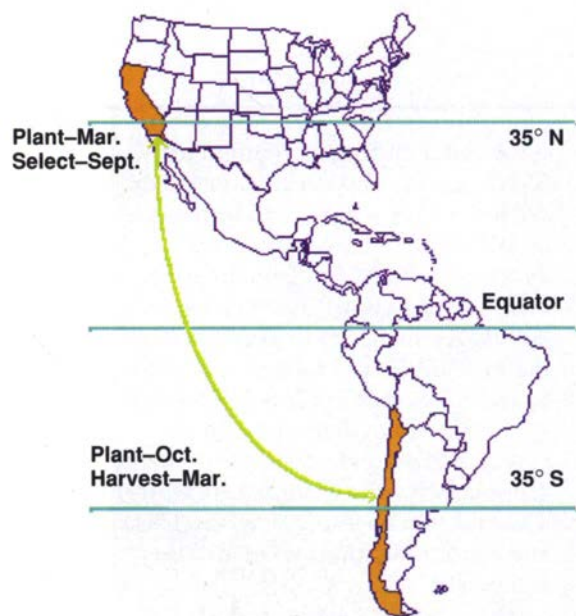 35° N
Plant–Mar.
Select–Sept.
Equator
Plant–Oct.
Harvest–Mar.
35° S